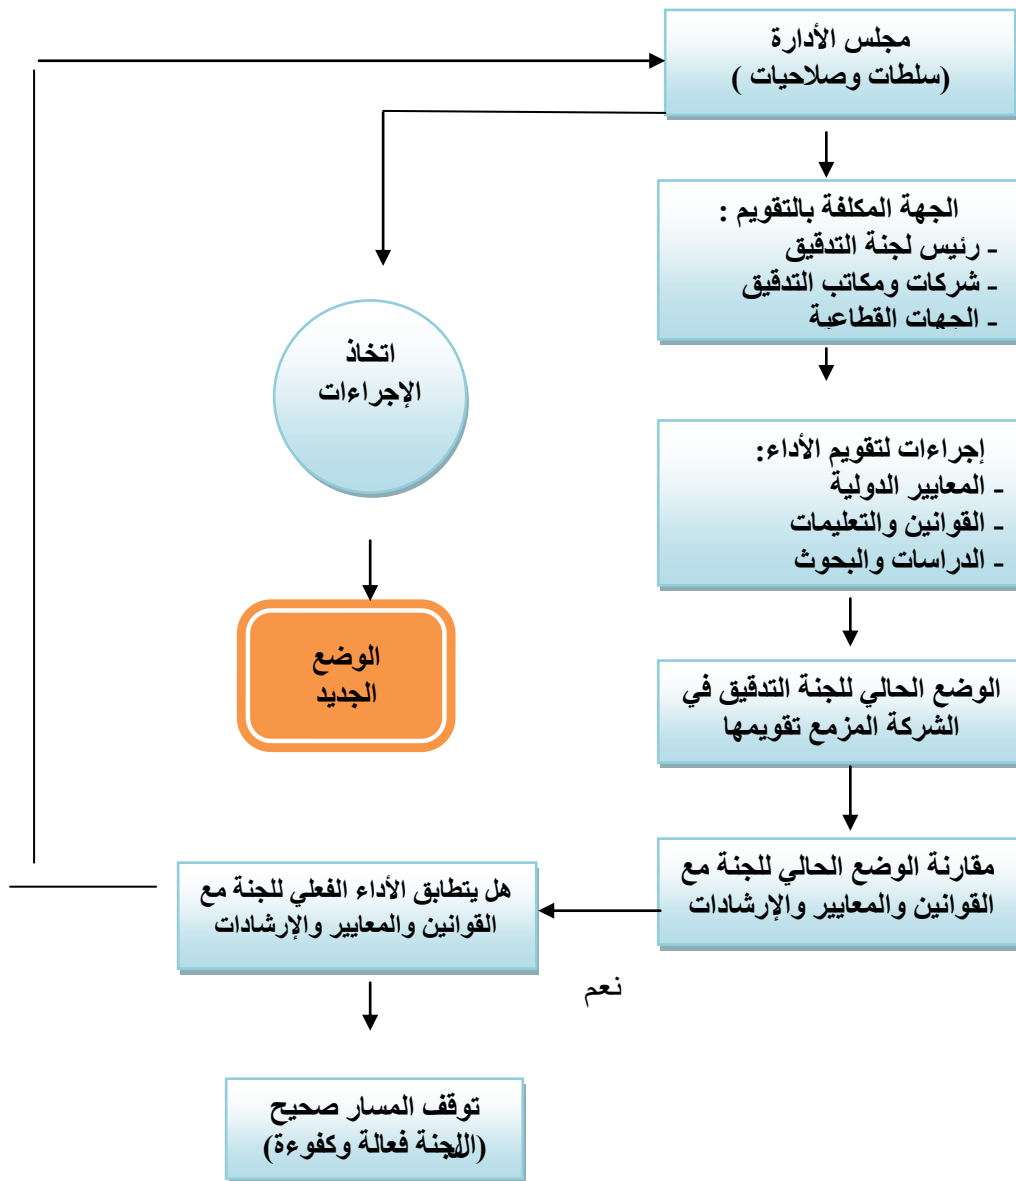 مجلس الأدارة
(سلطات وصلاحيات )
الجهة المكلفة بالتقويم :
- رئيس لجنة التدقيق
- شركات ومكاتب التدقيق
- الجهات القطاعية
إجراءات لتقويم الأداء:
- المعايير الدولية
- القوانين والتعليمات
- الدراسات والبحوث
الوضع الحالي للجنة التدقيق في
الشركة المزمع تقويمها
مقارنة الوضع الحالي للجنة مع
القوانين والمعايير والإرشادات
هل يتطابق الأداء الفعلي للجنة مع
القوانين والمعايير والإرشادات
نعم
توقف المسار صحيح
(اللجنة فعالة وكفوءة)
اتخاذ
الإجراءات
الوضع
الجديد